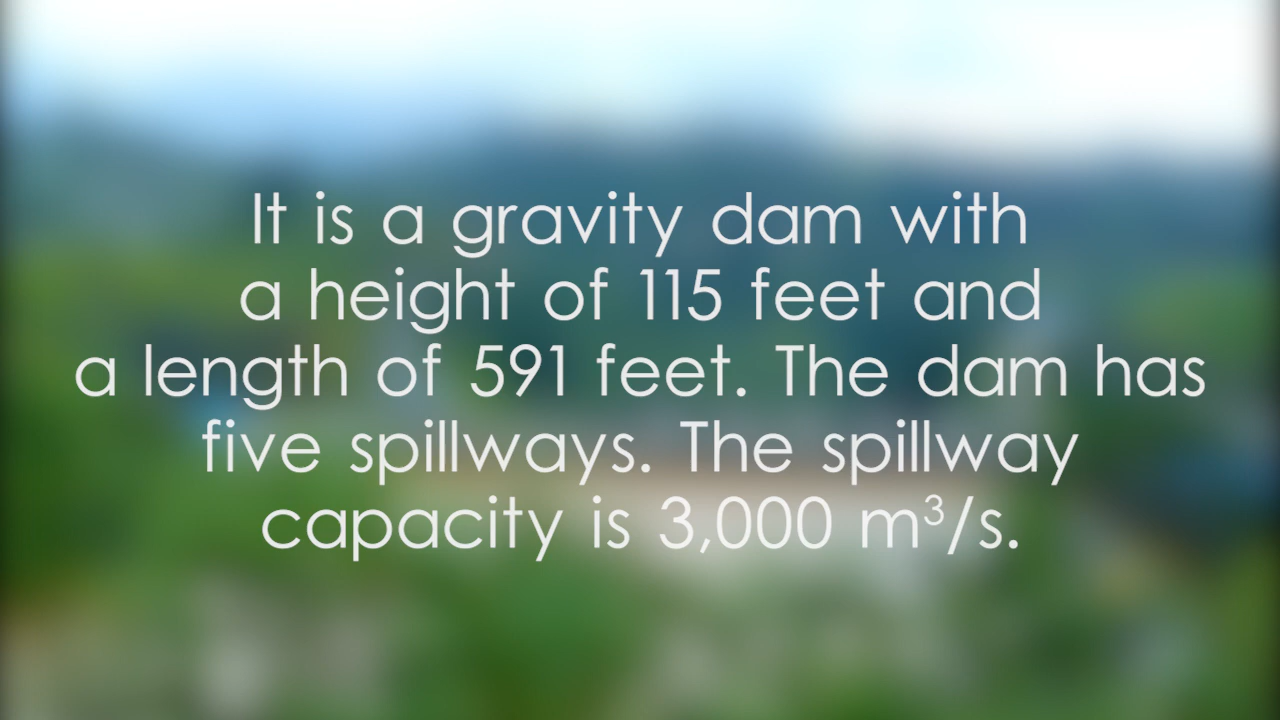 It is a gravity dam with
a height of 115 feet and
a length of 591 feet. The dam has
five spillways. The spillway
capacity is 3,000 m³/s.